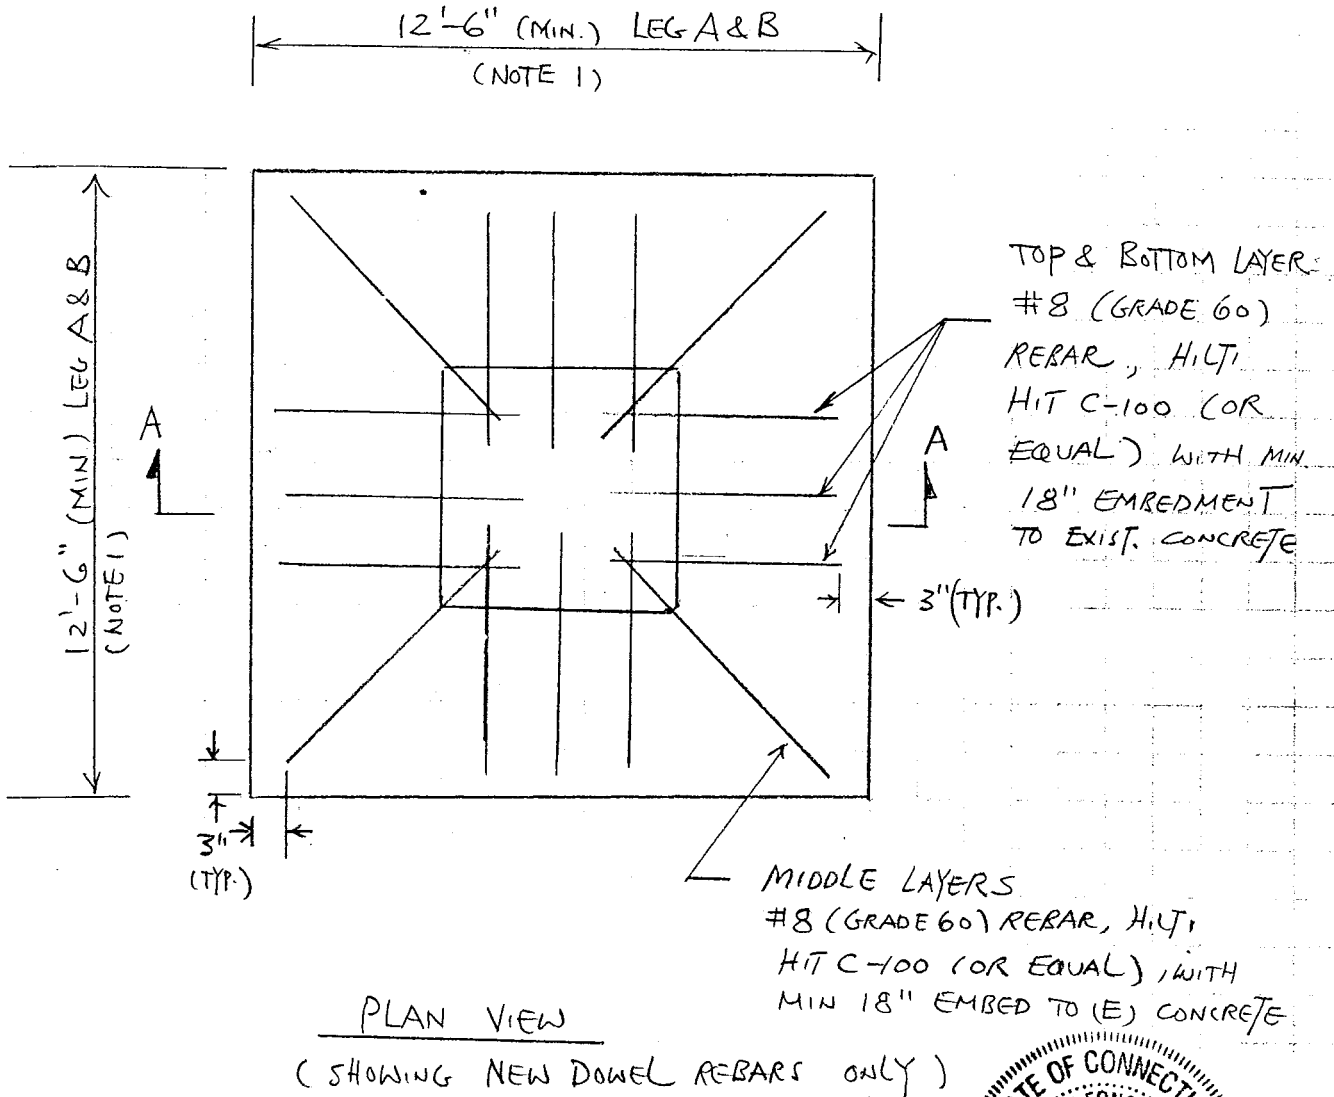 12'-6" (MIN.) LEG A & B
(NOTE 1)
12'-6" (MIN) LEG A & B
(NOTE 1)
A
A
TOP & BOTTOM LAYER
#8 (GRADE 60)
REBAR, HILTI
HIT C-100 (OR
EQUAL) WITH MIN.
18" EMBEDMENT
TO EXIST. CONCRETE
3" (TYP.)
3"
(TYP.)
MIDDLE LAYERS
#8 (GRADE 60) REBAR, HILTI
HIT C-100 (OR EQUAL), WITH
MIN 18" EMBED TO (E) CONCRETE
PLAN VIEW
(SHOWING NEW DOWEL REBARS ONLY)
OF CONNECT